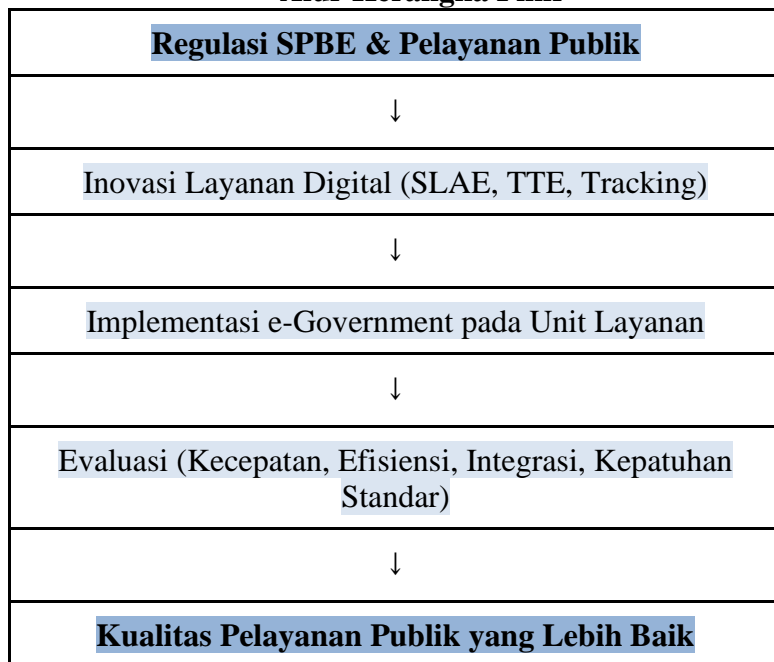 Regulasi SPBE & Pelayanan Publik
↓
Inovasi Layanan Digital (SLAE, TTE, Tracking)
↓
Implementasi e-Government pada Unit Layanan
↓
Evaluasi (Kecepatan, Efisiensi, Integrasi, Kepatuhan
Standar)
↓
Kualitas Pelayanan Publik yang Lebih Baik